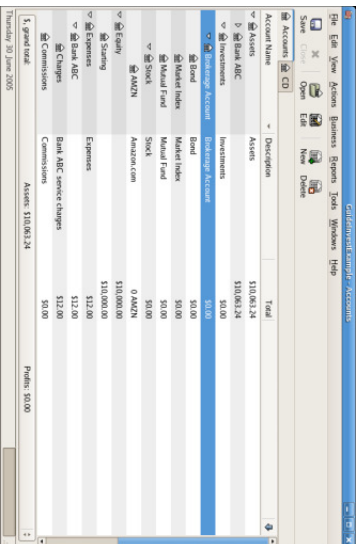 GuideInvestExample - Accounts
File Edit View Actions Business Reports Tools Windows Help
Save Close Open Edit New Delete
Accounts CD
Account Name Description Total
Assets Assets $10,063.24
Bank ABC $10,063.24
Investments Investments $0.00
Brokerage Account Brokerage Account $0.00
Bond Bond $0.00
Market Index Market Index $0.00
Mutual Fund Mutual Fund $0.00
Stock Stock $0.00
AMZN Amazon.com 0 AMZN
Equity $10,000.00
Starting $10,000.00
Expenses Expenses $12.00
Bank ABC $12.00
Charges Bank ABC service charges $12.00
Commissions Commissions $0.00
$, grand total: Assets: $10,063.24 Profits: $0.00
Thursday 30 June 2005